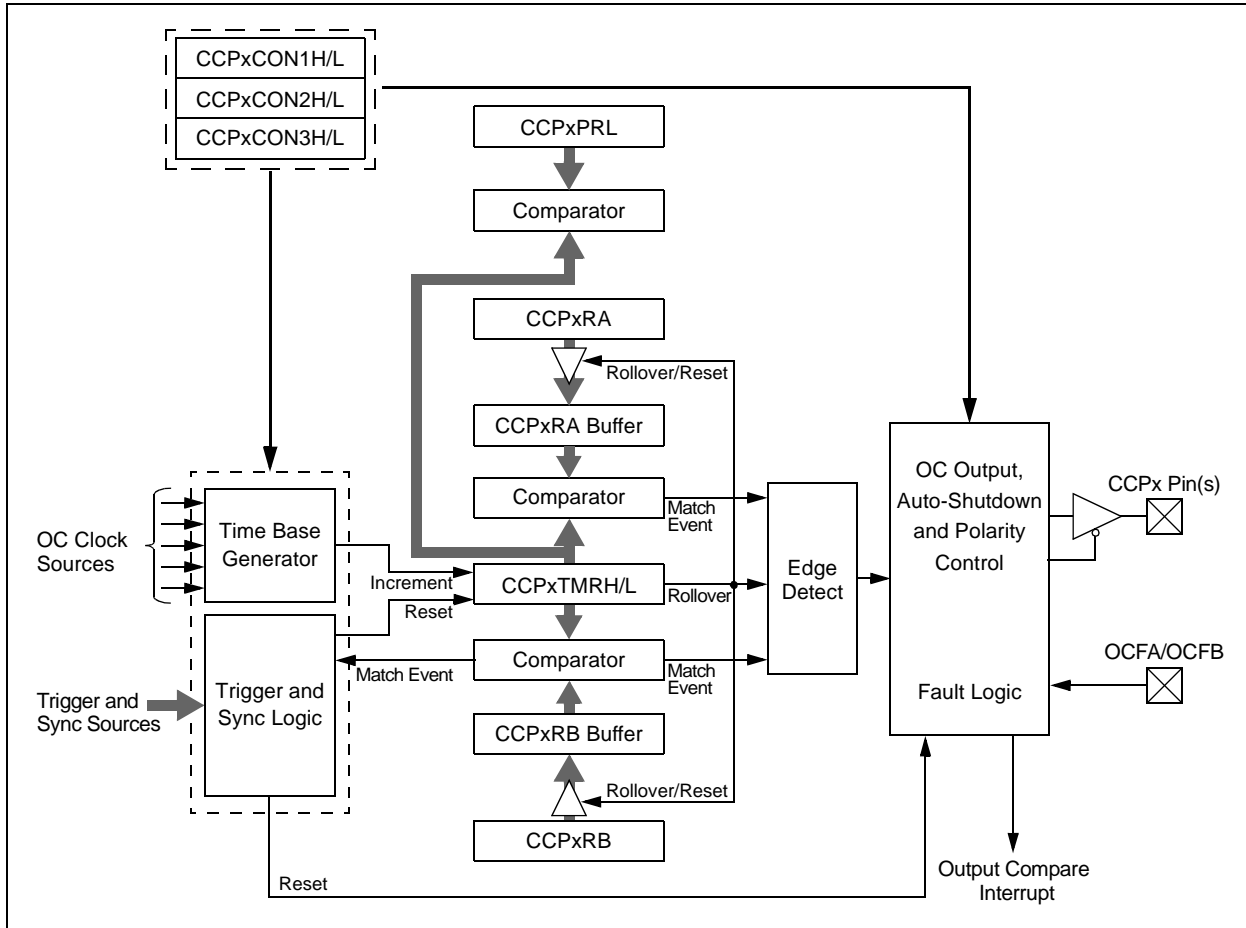 CCPxCON1H/L
CCPxCON2H/L
CCPxCON3H/L
CCPxPRL
Comparator
CCPxRA
Rollover/Reset
CCPxRA Buffer
Comparator
Match
Event
OC Clock
Sources
Time Base
Generator
Increment
Reset
CCPxTMRH/L
Rollover
Edge
Detect
OC Output,
Auto-Shutdown
and Polarity
Control
CCPx Pin(s)
Trigger and
Sync Sources
Trigger and
Sync Logic
Match Event
Comparator
Match
Event
Fault Logic
OCFA/OCFB
CCPxRB Buffer
Rollover/Reset
CCPxRB
Reset
Output Compare
Interrupt